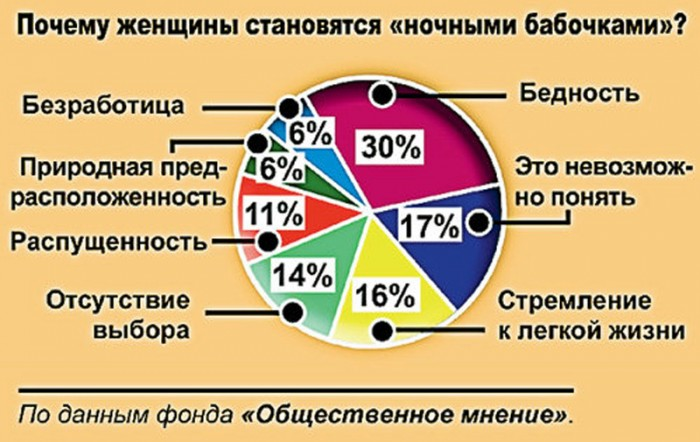 Почему женщины становятся «ночными бабочками»?
Безработица
6%
Бедность
30%
Природная пред-
расположенность
6%
Это невозмож-
но понять
17%
Распущенность
11%
Отсутствие
выбора
14%
Стремление
к легкой жизни
16%
По данным фонда «Общественное мнение».